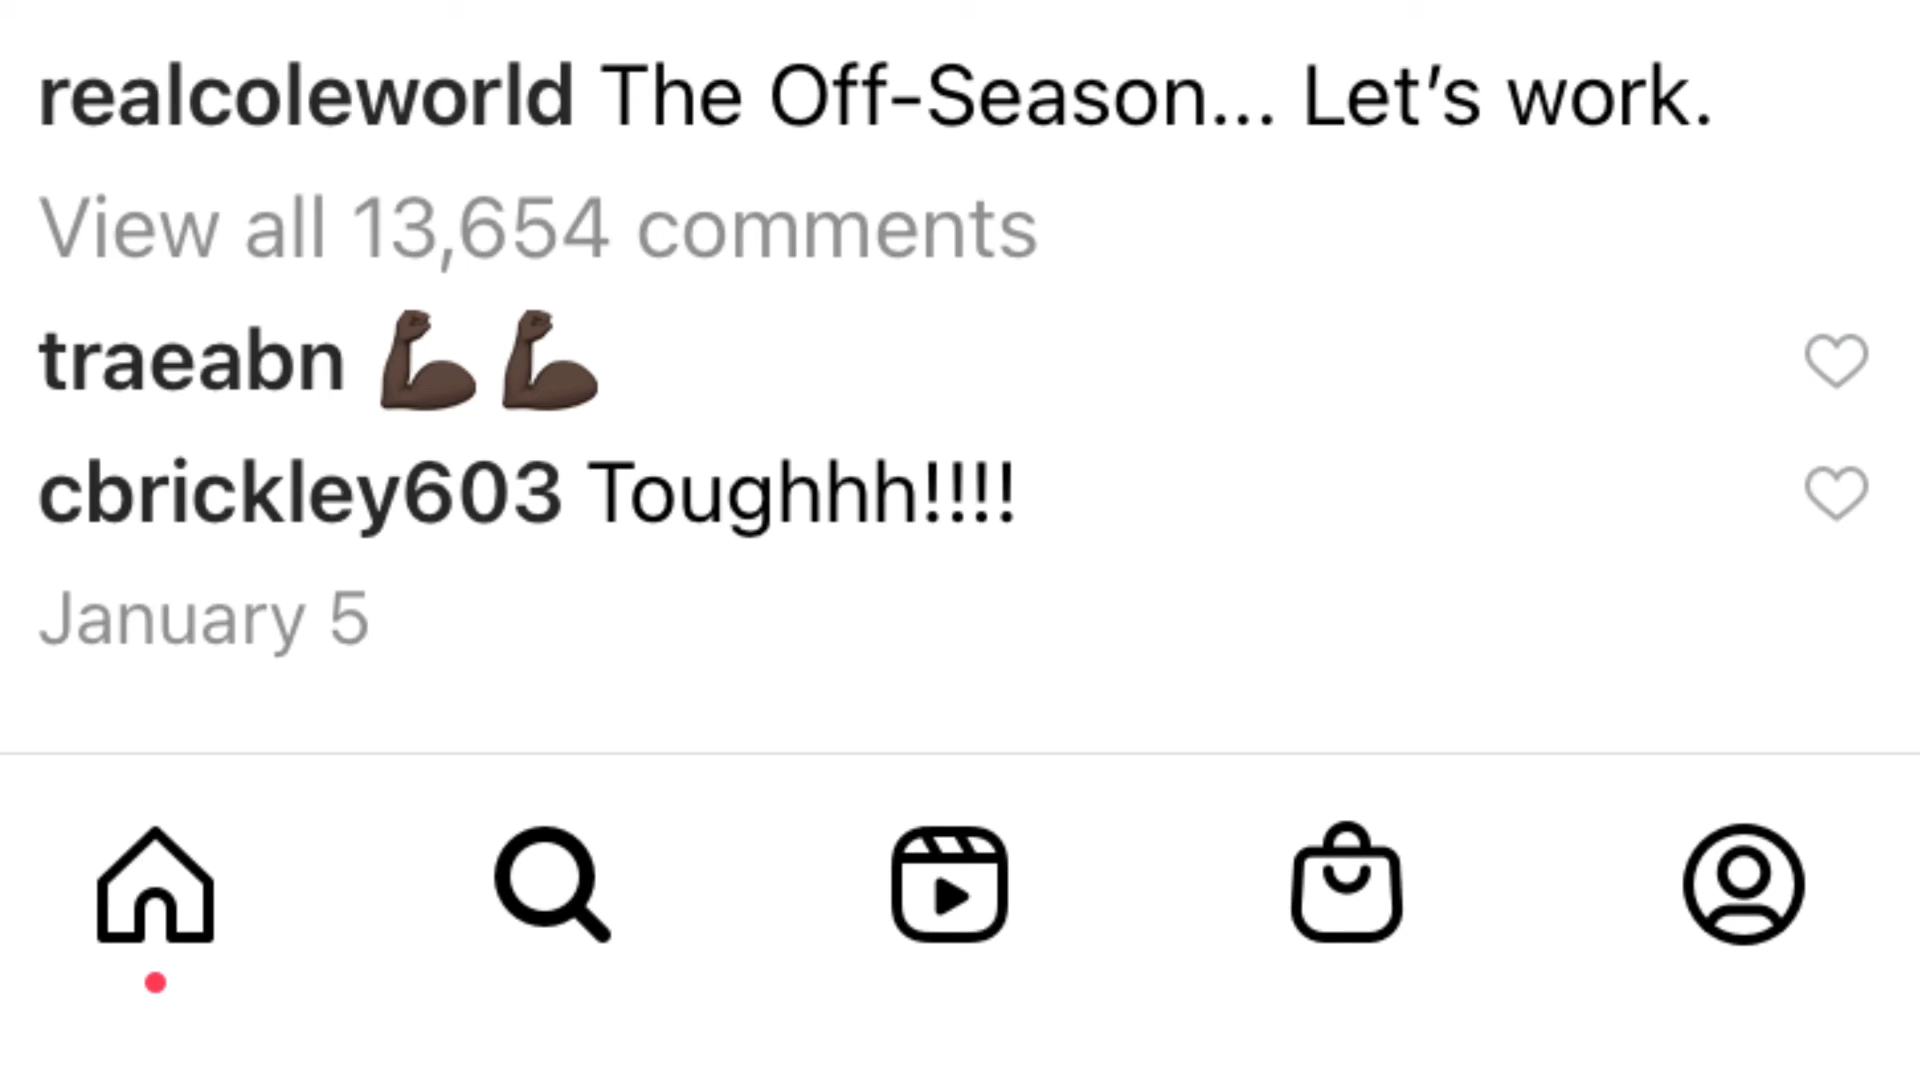 realcoleworld The Off-Season... Let’s work.
View all 13,654 comments
traeabn 💪🏿💪🏿
cbrickley603 Toughhh!!!!
January 5